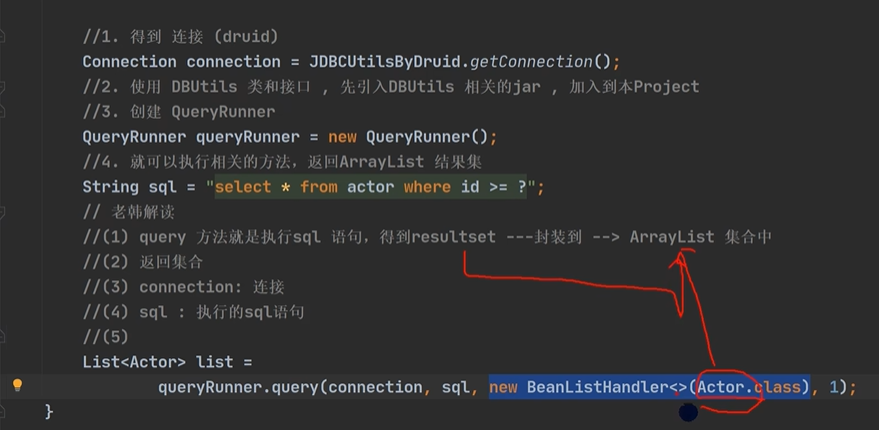 //1. 得到 连接 (druid)
Connection connection = JDBCUtilsByDruid.getConnection();
//2. 使用 DBUtils 类和接口 , 先引入DBUtils 相关的jar , 加入到本Project
//3. 创建 QueryRunner
QueryRunner queryRunner = new QueryRunner();
//4. 就可以执行相关的方法，返回ArrayList 结果集
String sql = "select * from actor where id >= ?";
// 老韩解读
//(1) query 方法就是执行sql 语句，得到resultset ---封装到 --> ArrayList 集合中
//(2) 返回集合
//(3) connection: 连接
//(4) sql : 执行的sql语句
//(5)
List<Actor> list =
queryRunner.query(connection, sql, new BeanListHandler<>(Actor.class), 1);
}